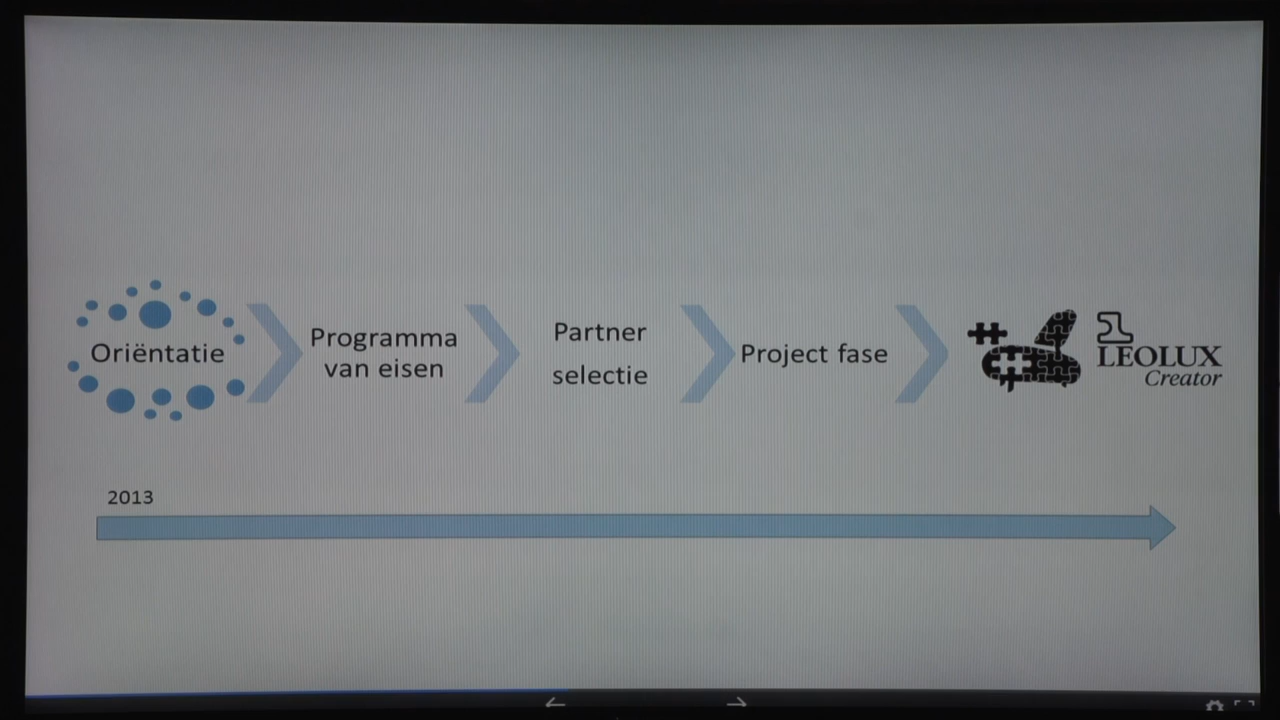 Oriëntatie
Programma
van eisen
Partner
selectie
Project fase
LEOLUX
Creator
2013